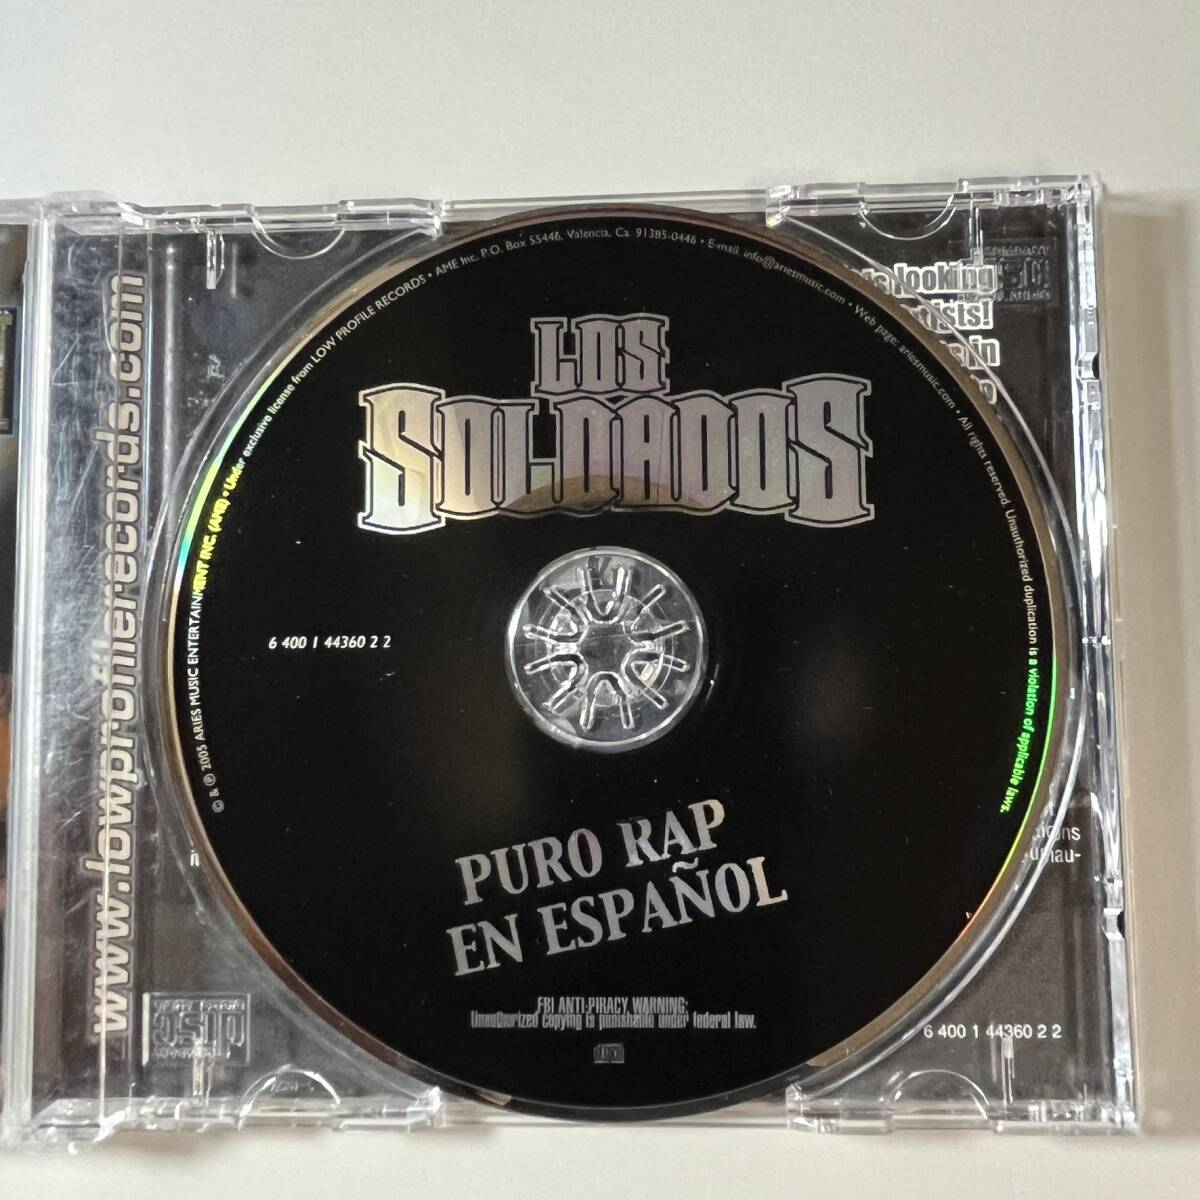 www.lowprofilerecords.com
© & ℗ 2005 ARIES MUSIC ENTERTAINMENT INC. (AME) • Under exclusive license from LOW PROFILE RECORDS • AME Inc. P.O. Box 55446, Valencia, Ca. 91385-0446 • E-mail. info@ariesmusic.com • Web page: ariesmusic.com • All rights reserved. Unauthorized duplication is a violation of applicable laws.
LOS
SOLDADOS
6 400 1 44360 2 2
PURO RAP
EN ESPAÑOL
FBI ANTI-PIRACY WARNING:
Unauthorized copying is punishable under federal law.
looking
in
6 400 1 44360 2 2